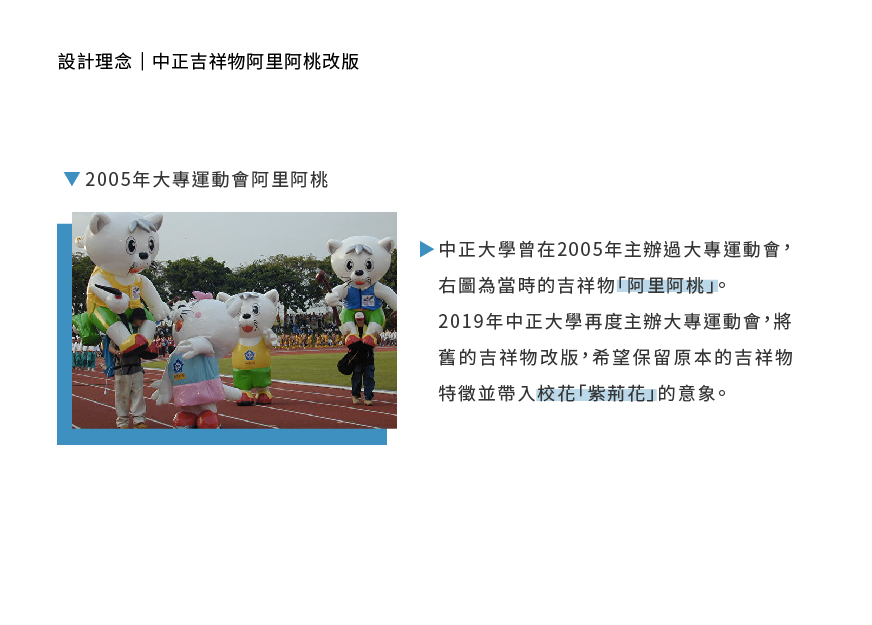 設計理念｜中正吉祥物阿里阿桃改版
▼2005年大專運動會阿里阿桃
▶中正大學曾在2005年主辦過大專運動會，
右圖為當時的吉祥物「阿里阿桃」。
2019年中正大學再度主辦大專運動會，將
舊的吉祥物改版，希望保留原本的吉祥物
特徵並帶入校花「紫荊花」的意象。